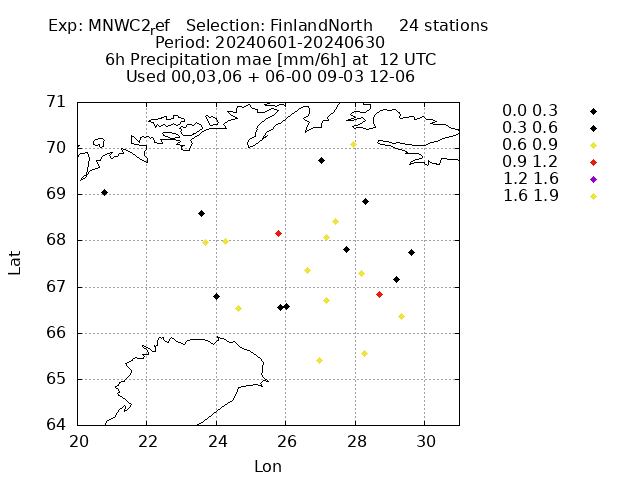 Exp: MNWC2ref Selection: FinlandNorth 24 stations
Period: 20240601-20240630
6h Precipitation mae [mm/6h] at 12 UTC
Used 00,03,06 + 06-00 09-03 12-06
71
70
69
68
67
66
65
64
Lat
20 22 24 26 28 30
Lon
0.0 0.3
0.3 0.6
0.6 0.9
0.9 1.2
1.2 1.6
1.6 1.9